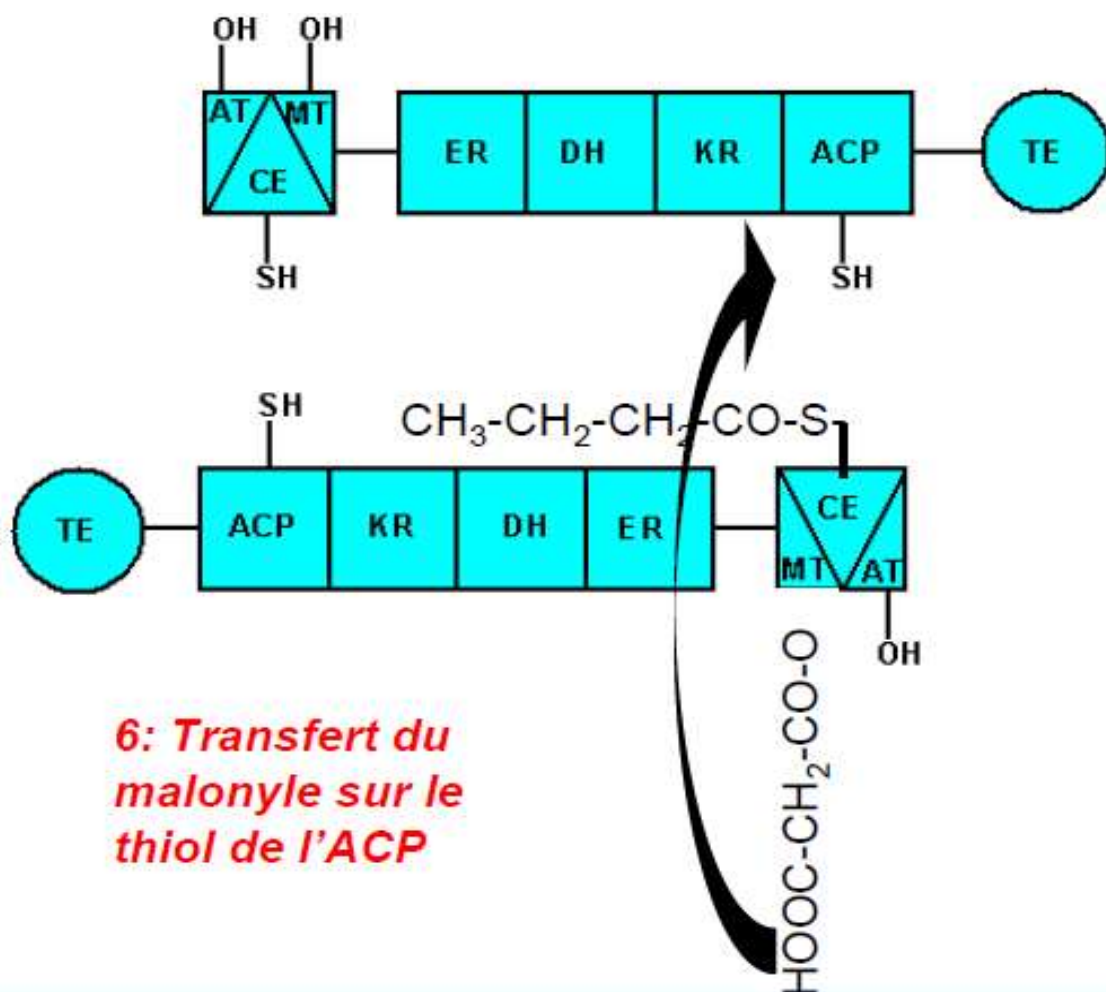 OH OH
AT MT CE ER DH KR ACP TE
SH SH
SH CH₃-CH₂-CH₂-CO-S
TE ACP KR DH ER CE MT AT
OH
HOOC-CH₂-CO-O
6: Transfert du
malonyle sur le
thiol de l'ACP